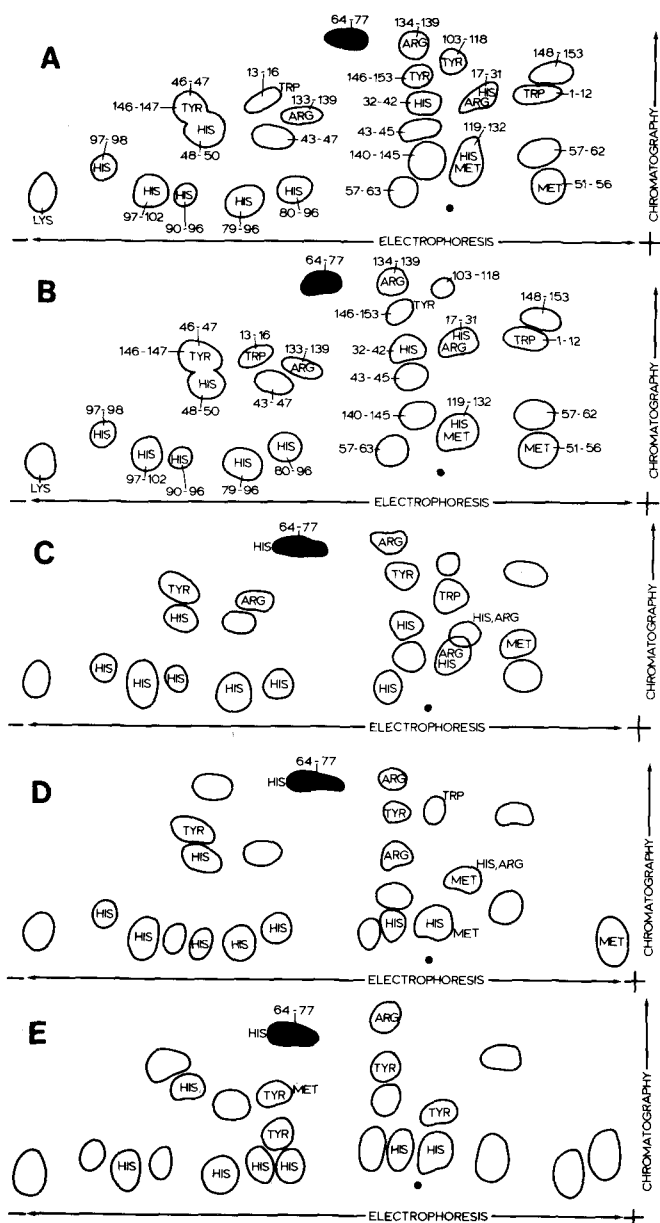 A
64-77
134-139
ARG
103-118
TYR
148-153
46-47
13-16
TRP
146-153
TYR
17-31
HIS
ARG
TRP
1-12
146-147
TYR
133-139
ARG
32-42
HIS
HIS
48-50
43-47
43-45
119-132
HIS
MET
57-62
97-98
HIS
140-145
LYS
HIS
97-102
HIS
90-96
HIS
79-96
HIS
80-96
57-63
MET
51-56
ELECTROPHORESIS
+
CHROMATOGRAPHY
B
64-77
134-139
ARG
103-118
148-153
146-153
TYR
46-47
13-16
TRP
133-139
ARG
17-31
HIS
ARG
TRP
1-12
146-147
TYR
32-42
HIS
HIS
48-50
43-47
43-45
119-132
HIS
MET
57-62
97-98
HIS
140-145
LYS
HIS
97-102
HIS
90-96
HIS
79-96
HIS
80-96
57-63
MET
51-56
ELECTROPHORESIS
+
CHROMATOGRAPHY
C
64-77
HIS
ARG
TYR
TYR
ARG
TRP
HIS
HIS
HIS,ARG
ARG
HIS
MET
HIS
HIS
HIS
HIS
HIS
HIS
ELECTROPHORESIS
+
CHROMATOGRAPHY
D
64-77
HIS
ARG
TYR
TRP
TYR
HIS
ARG
HIS,ARG
MET
HIS
HIS
HIS
HIS
HIS
HIS
HIS
MET
MET
ELECTROPHORESIS
+
CHROMATOGRAPHY
E
64-77
HIS
ARG
TYR
HIS
TYR
MET
TYR
TYR
HIS
HIS
HIS
HIS
HIS
HIS
ELECTROPHORESIS
+
CHROMATOGRAPHY